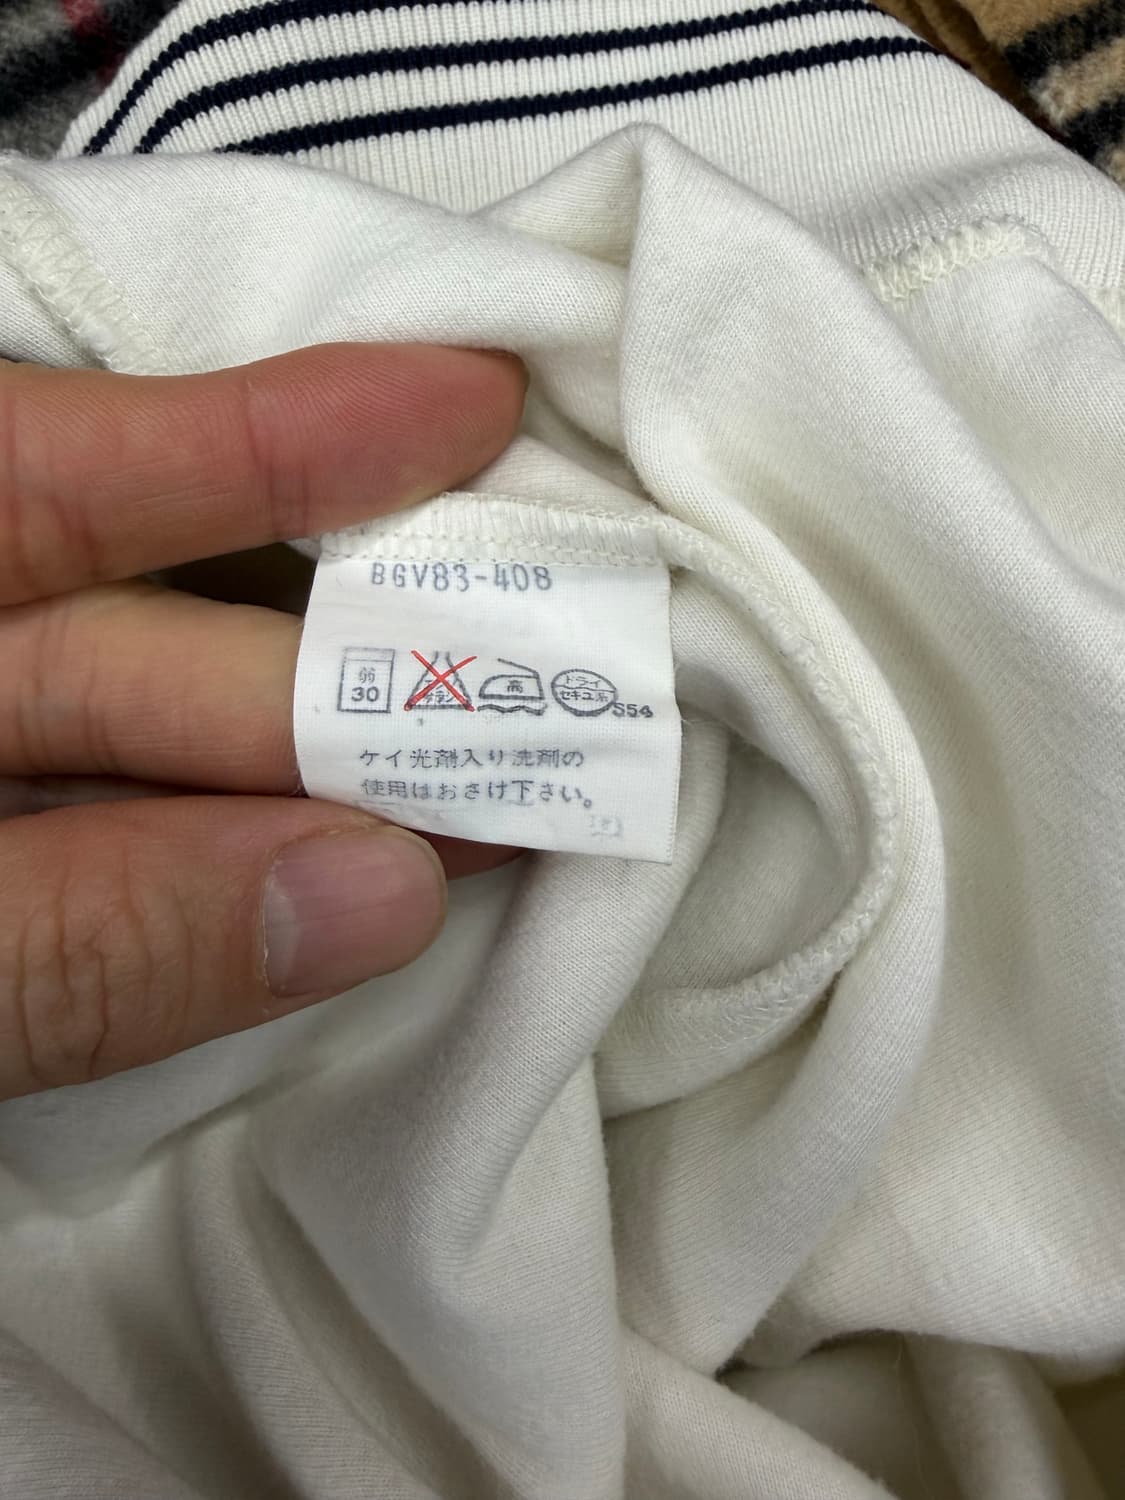 BGV83-408
弱 30
高
ドライ
セキユ系
S54
ケイ光剤入り洗剤の
使用はおさけ下さい。